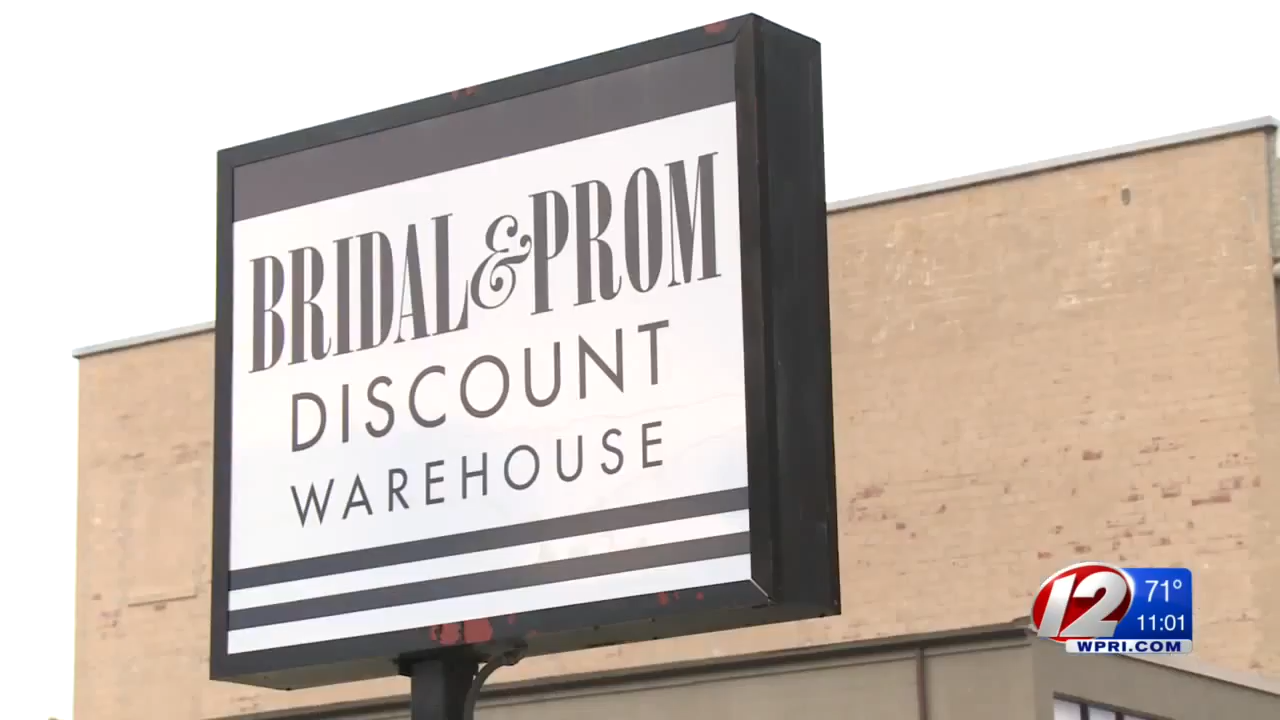 BRIDAL & PROM
DISCOUNT
WAREHOUSE
12
71°
11:01
WPRI.COM